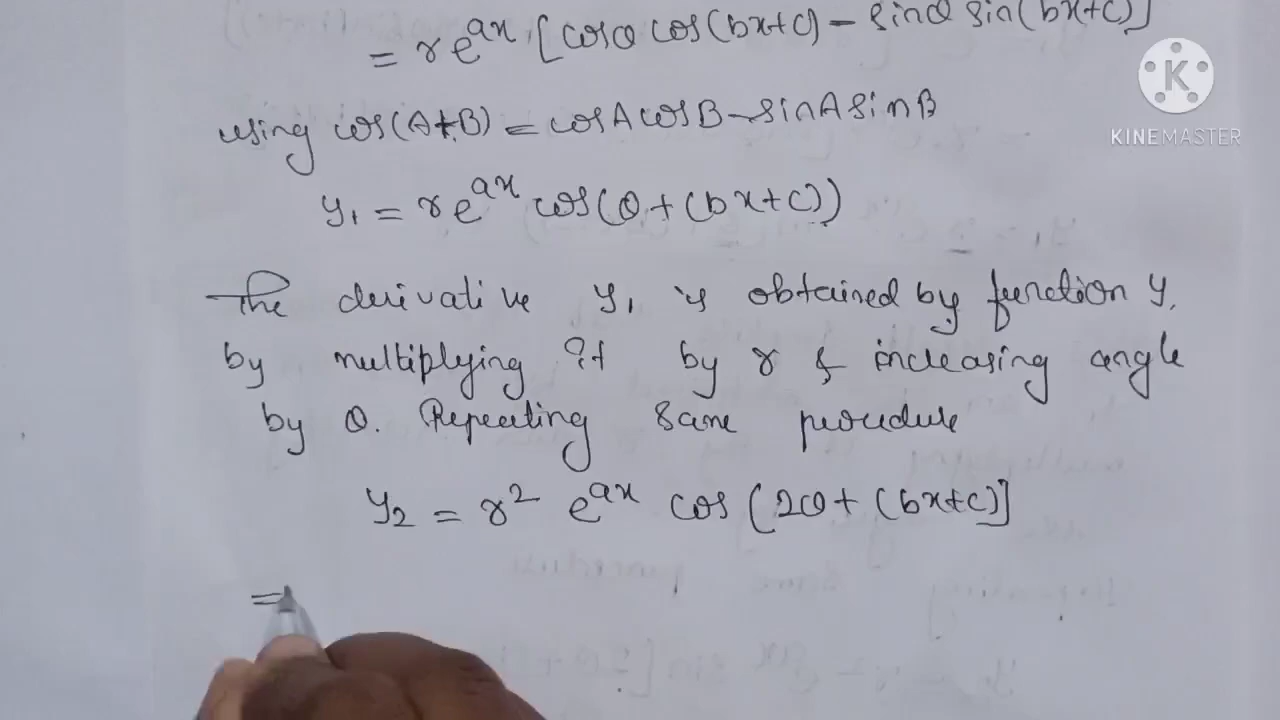 = r e^{ax} [cosθ cos(bx+c) - sinθ sin(bx+c)]
K
KINEMASTER
using cos(A+B) = cosA cosB - sinA sinB
y₁ = r e^{ax} cos(θ + (bx+c))
The derivative y₁ is obtained by function y.
by multiplying it by r & increasing angle
by θ. Repeating same procedure
y₂ = r² e^{ax} cos [2θ + (bx+c)]
=